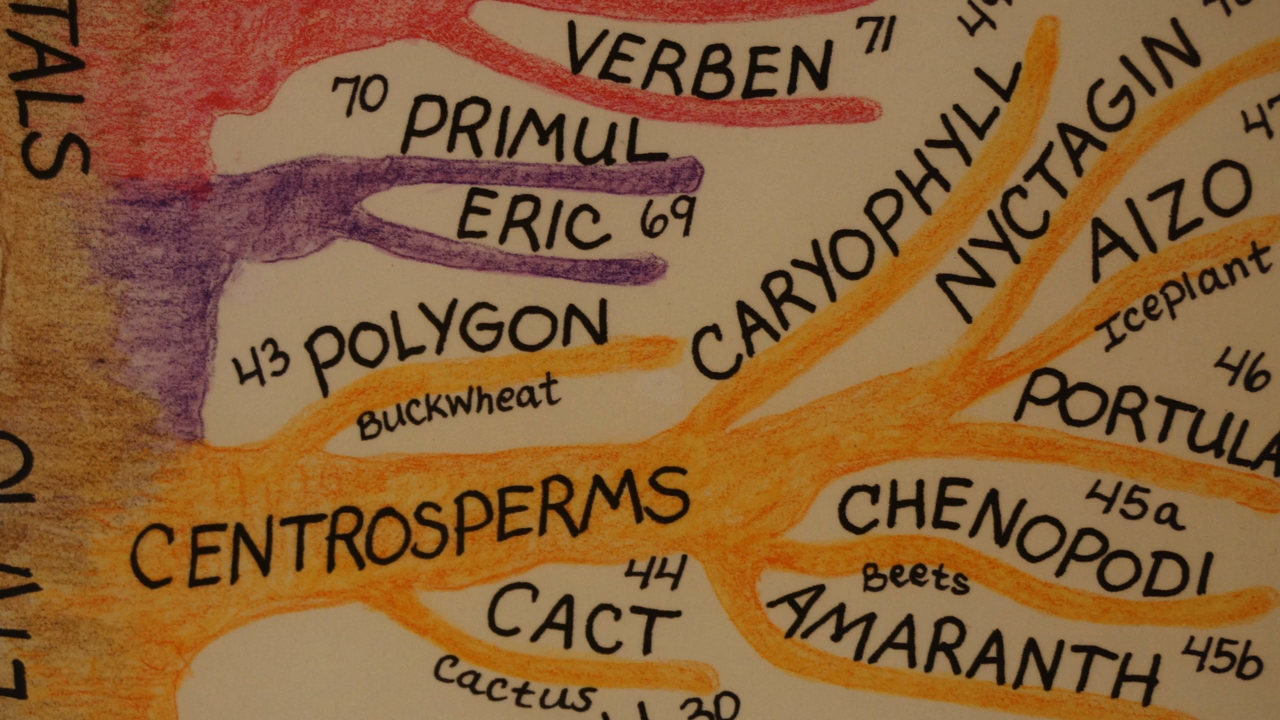 TALS
VERBEN 71
70 PRIMUL
ERIC 69
43 POLYGON
Buckwheat
CARYOPHYLL
NYCTAGIN
AIZO
Iceplant
46
PORTULA
CENTROSPERMS
45a
CHENOPODI
Beets
44
CACT
Cactus
AMARANTH 45b
30